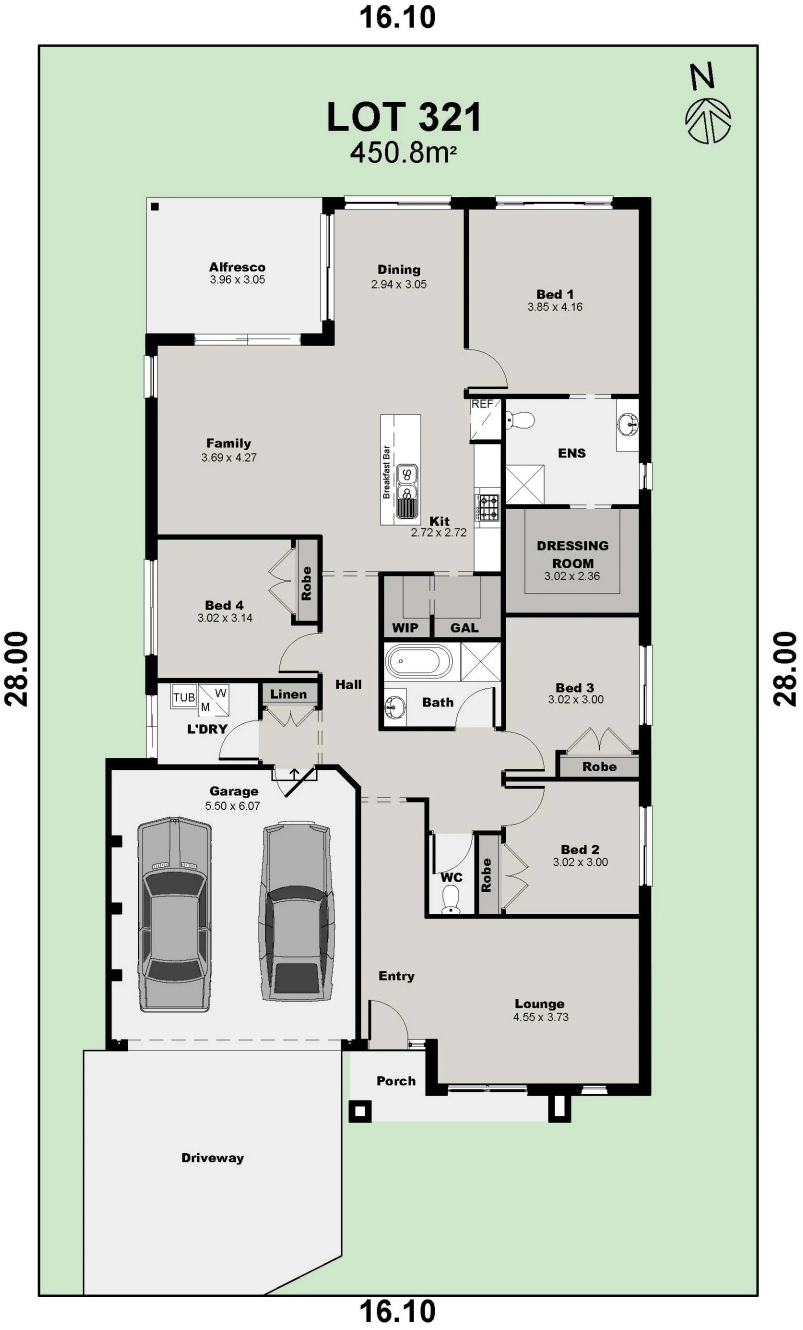 16.10
N
LOT 321
450.8m²
Alfresco
3.96 x 3.05
Dining
2.94 x 3.05
Bed 1
3.85 x 4.16
REF
Family
3.69 x 4.27
Breakfast Bar
ENS
Kit
2.72 x 2.72
DRESSING
ROOM
3.02 x 2.36
Robe
Bed 4
3.02 x 3.14
WIP
GAL
28.00
28.00
Hall
Linen
TUB
W
M
L'DRY
Bath
Bed 3
3.02 x 3.00
Robe
Garage
5.50 x 6.07
Bed 2
3.02 x 3.00
WC
Robe
Entry
Lounge
4.55 x 3.73
Porch
Driveway
16.10